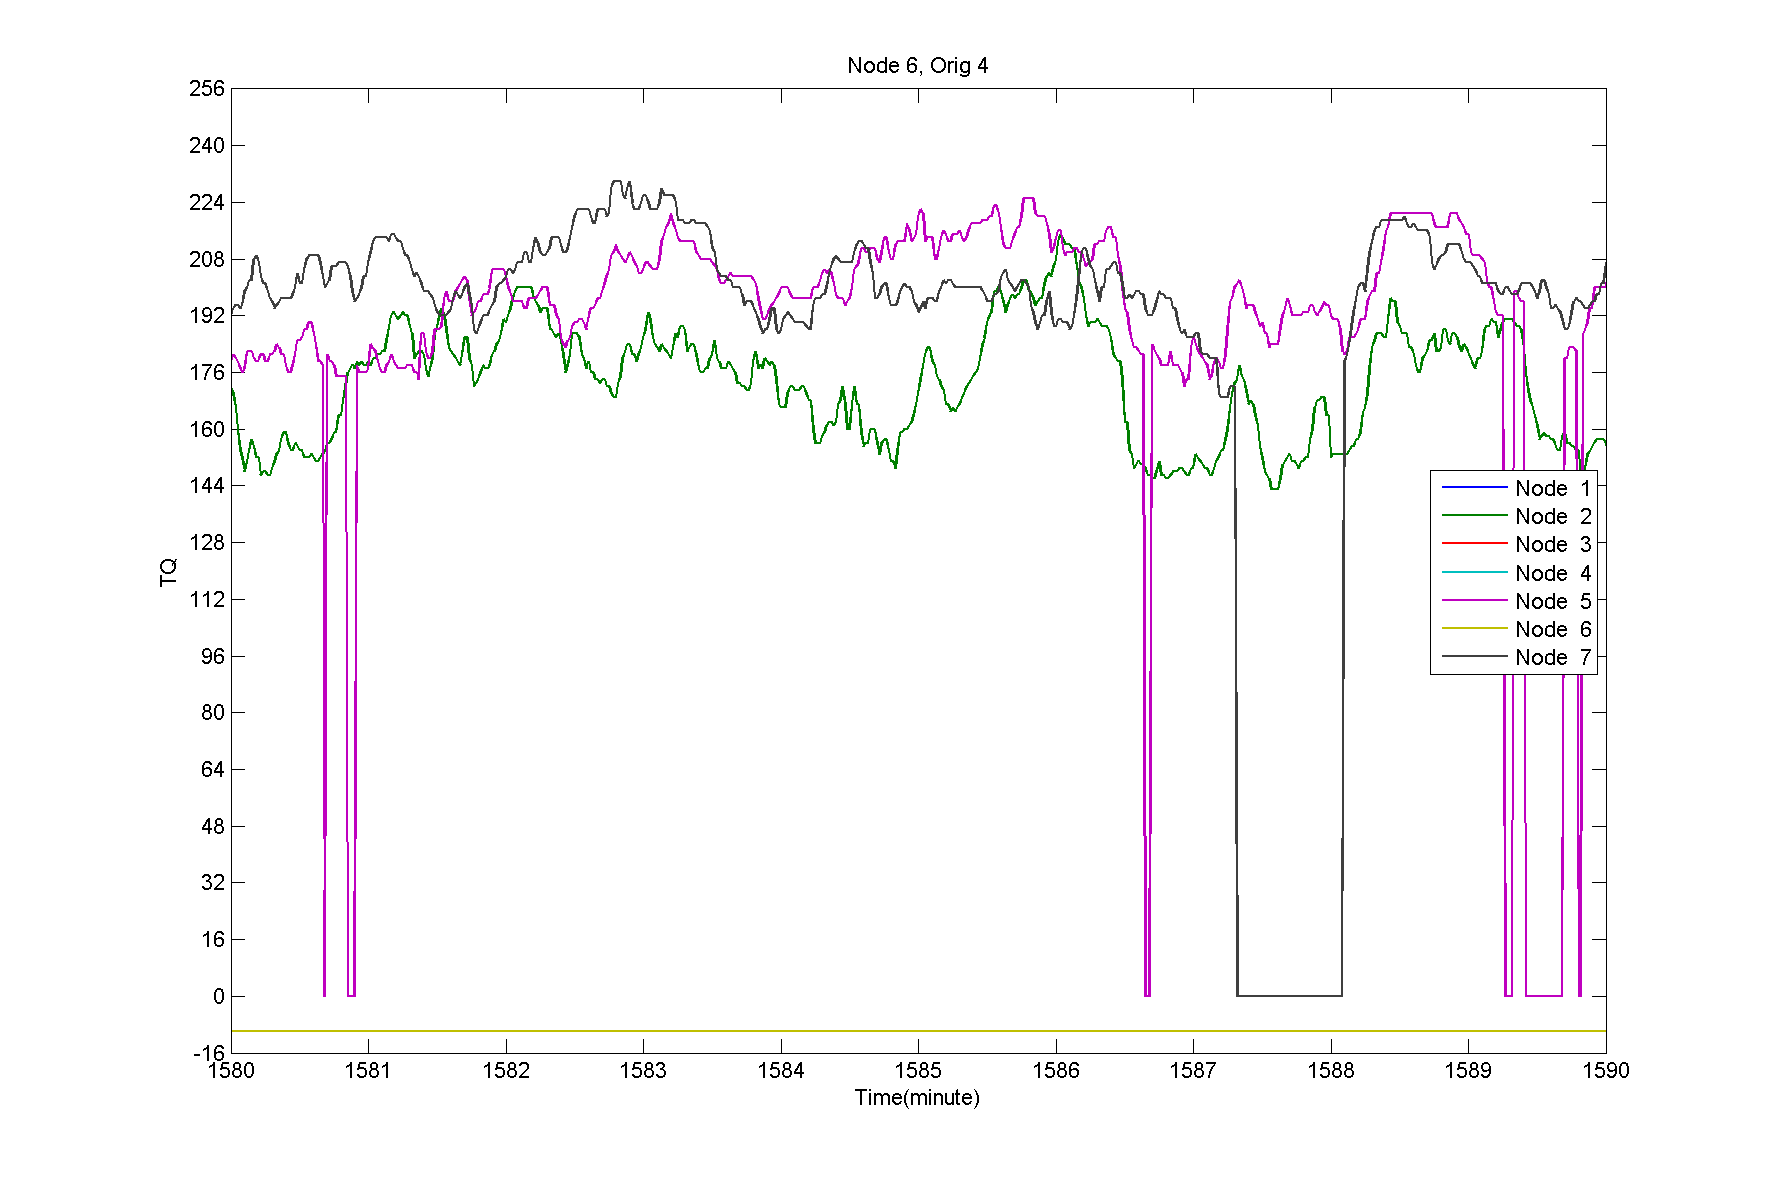 Node 6, Orig 4
256
240
224
208
192
176
160
144
128
112
96
80
64
48
32
16
0
-16
TQ
Node 1
Node 2
Node 3
Node 4
Node 5
Node 6
Node 7
1580 1581 1582 1583 1584 1585 1586 1587 1588 1589 1590
Time(minute)